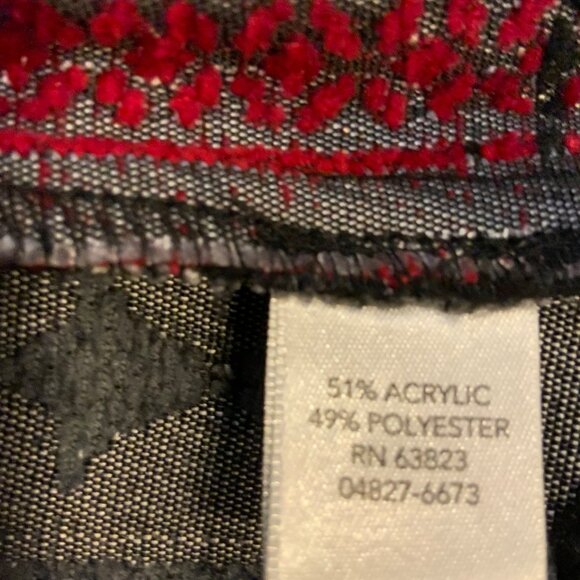 51% ACRYLIC
49% POLYESTER
RN 63823
04827-6673